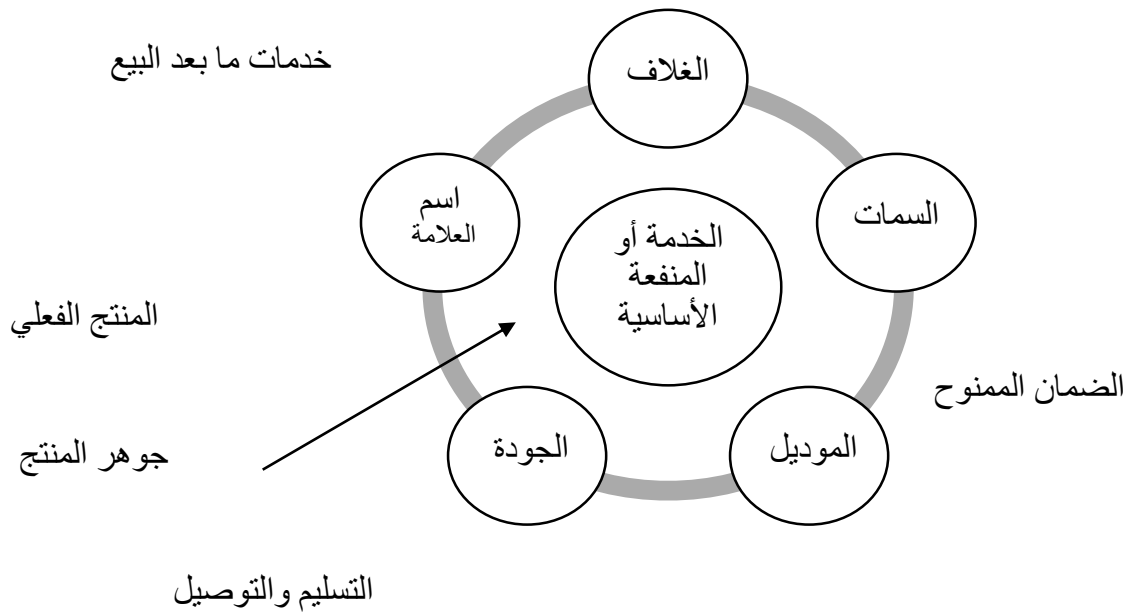 خدمات ما بعد البيع
الغلاف
اسم
العلامة
السمات
الخدمة أو
المنفعة
الأساسية
المنتج الفعلي
الضمان الممنوح
جوهر المنتج
الجودة
الموديل
التسليم والتوصيل